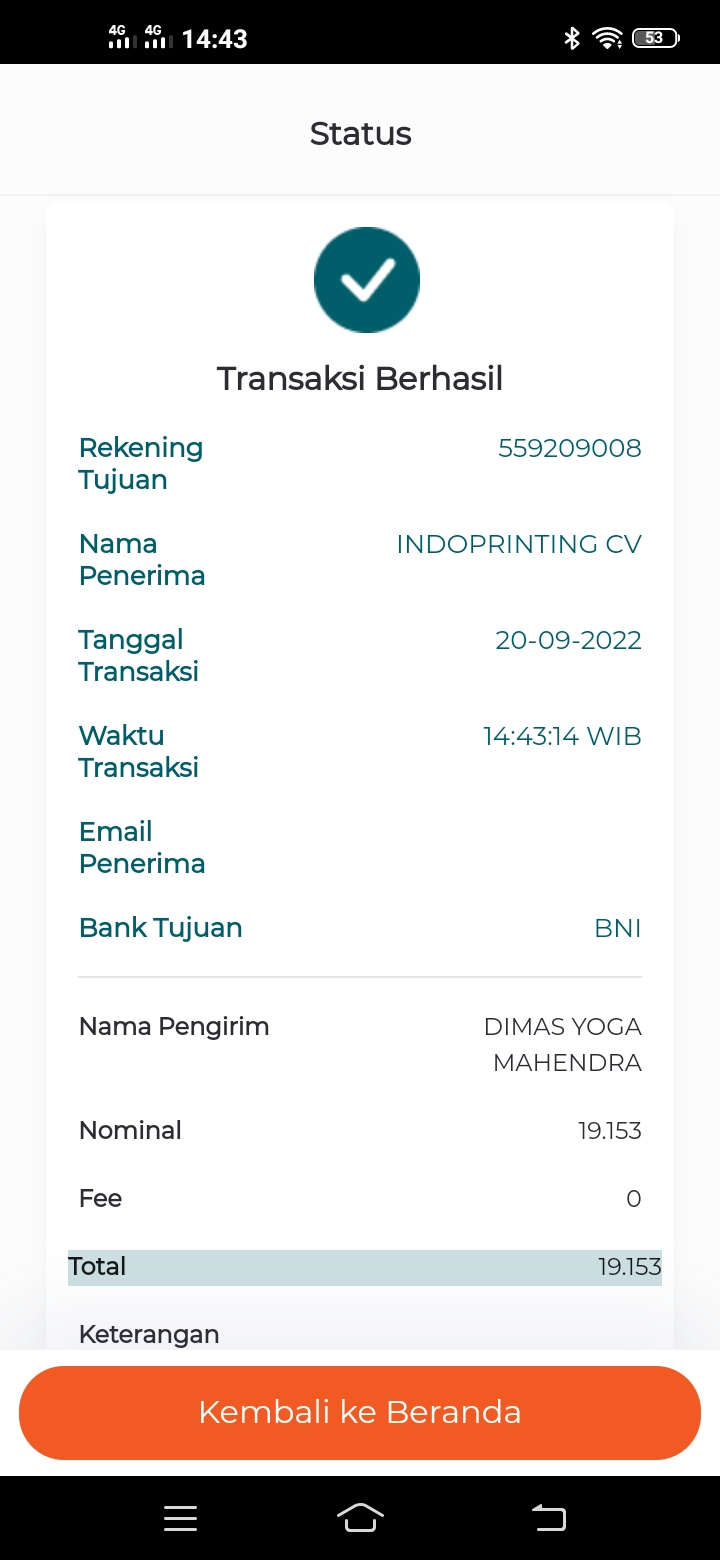 4G 4G 14:43 53
Status
Transaksi Berhasil
Rekening 559209008
Tujuan
Nama INDOPRINTING CV
Penerima
Tanggal 20-09-2022
Transaksi
Waktu 14:43:14 WIB
Transaksi
Email
Penerima
Bank Tujuan BNI
Nama Pengirim DIMAS YOGA
MAHENDRA
Nominal 19.153
Fee 0
Total 19.153
Keterangan
Kembali ke Beranda